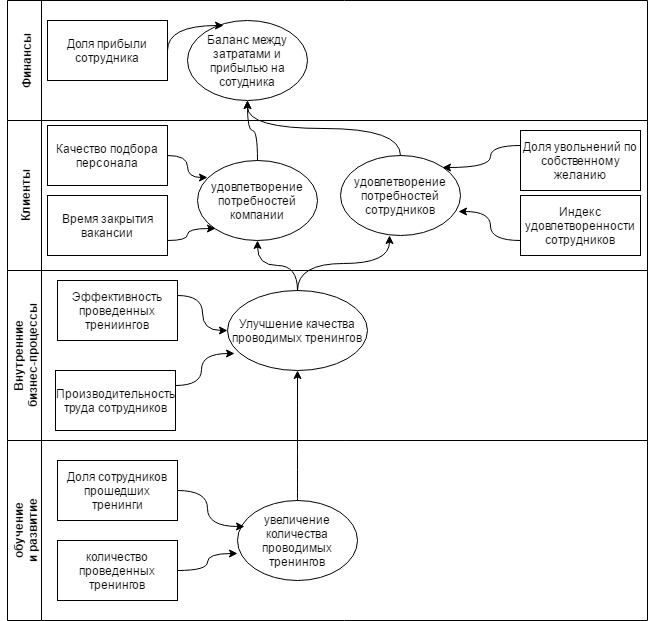 Финансы
Доля прибыли
сотрудника
Баланс между
затратами и
прибылью на
сотудника
Клиенты
Качество подбора
персонала
Время закрытия
вакансии
удовлетворение
потребностей
компании
удовлетворение
потребностей
сотрудников
Доля увольнений по
собственному
желанию
Индекс
удовлетворенности
сотрудников
Внутренние
бизнес-процессы
Эффективность
проведенных
трениингов
Производительность
труда сотрудников
Улучшение качества
проводимых тренингов
обучение
и развитие
Доля сотрудников
прошедших
тренинги
количество
проведенных
тренингов
увеличение
количества
проводимых
тренингов